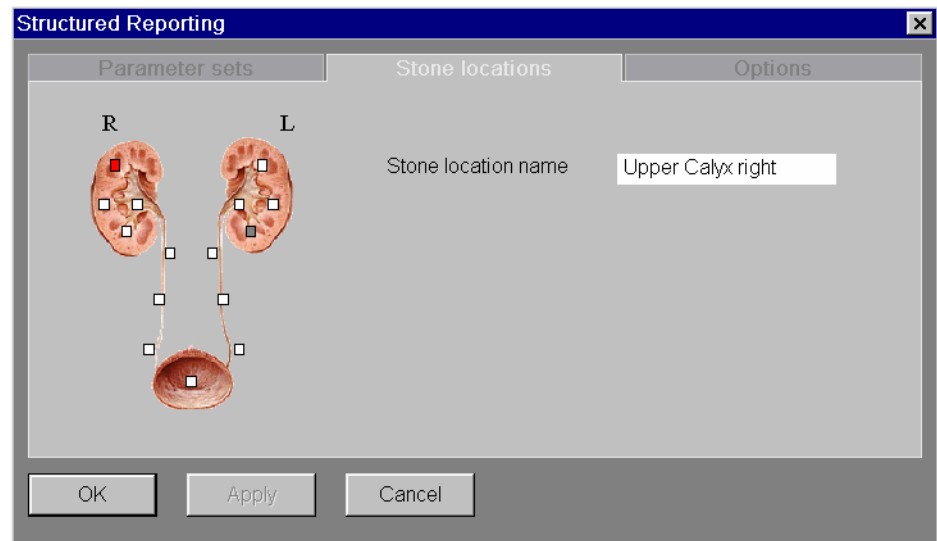 Structured Reporting
Parameter sets
Stone locations
Options
R
L
Stone location name
Upper Calyx right
OK
Apply
Cancel